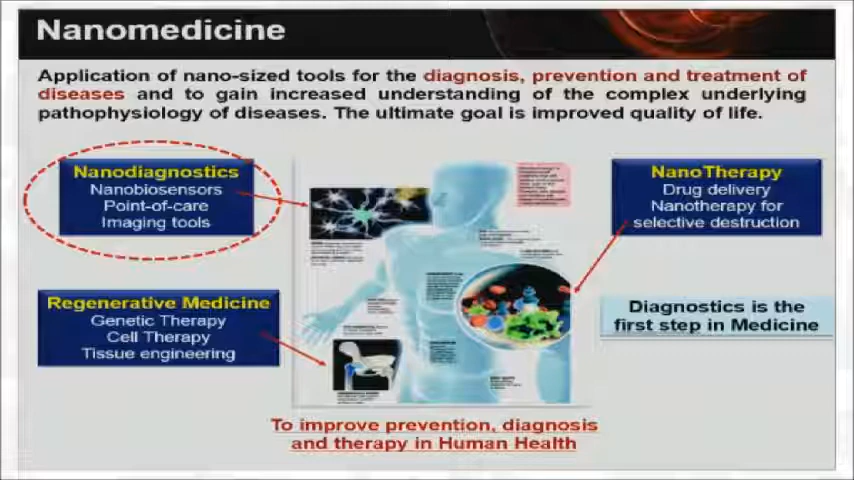 Nanomedicine
Application of nano-sized tools for the diagnosis, prevention and treatment of
diseases and to gain increased understanding of the complex underlying
pathophysiology of diseases. The ultimate goal is improved quality of life.
Nanodiagnostics
Nanobiosensors
Point-of-care
Imaging tools
NanoTherapy
Drug delivery
Nanotherapy for
selective destruction
Regenerative Medicine
Genetic Therapy
Cell Therapy
Tissue engineering
Diagnostics is the
first step in Medicine
To improve prevention, diagnosis
and therapy in Human Health